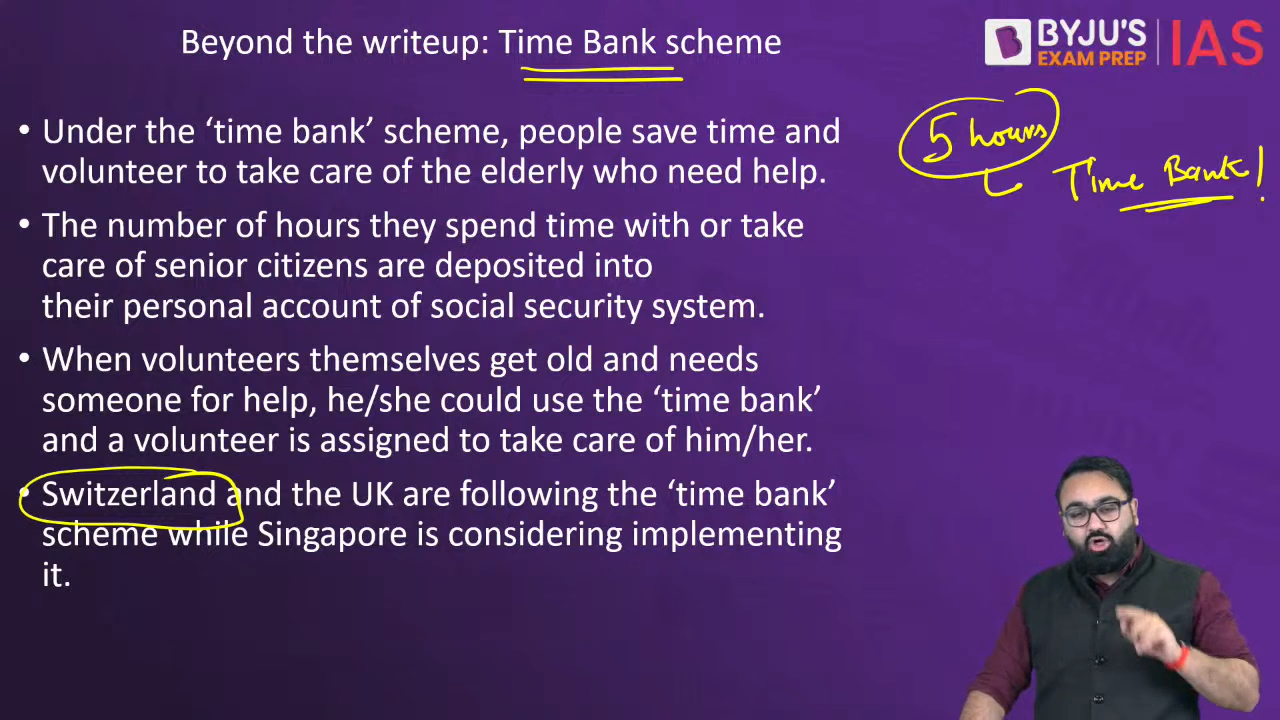 Beyond the writeup: Time Bank scheme
BYJU'S
EXAM PREP
IAS
• Under the ‘time bank’ scheme, people save time and
volunteer to take care of the elderly who need help.
• The number of hours they spend time with or take
care of senior citizens are deposited into
their personal account of social security system.
• When volunteers themselves get old and needs
someone for help, he/she could use the ‘time bank’
and a volunteer is assigned to take care of him/her.
• Switzerland and the UK are following the ‘time bank’
scheme while Singapore is considering implementing
it.
5 hours
Time Bank!